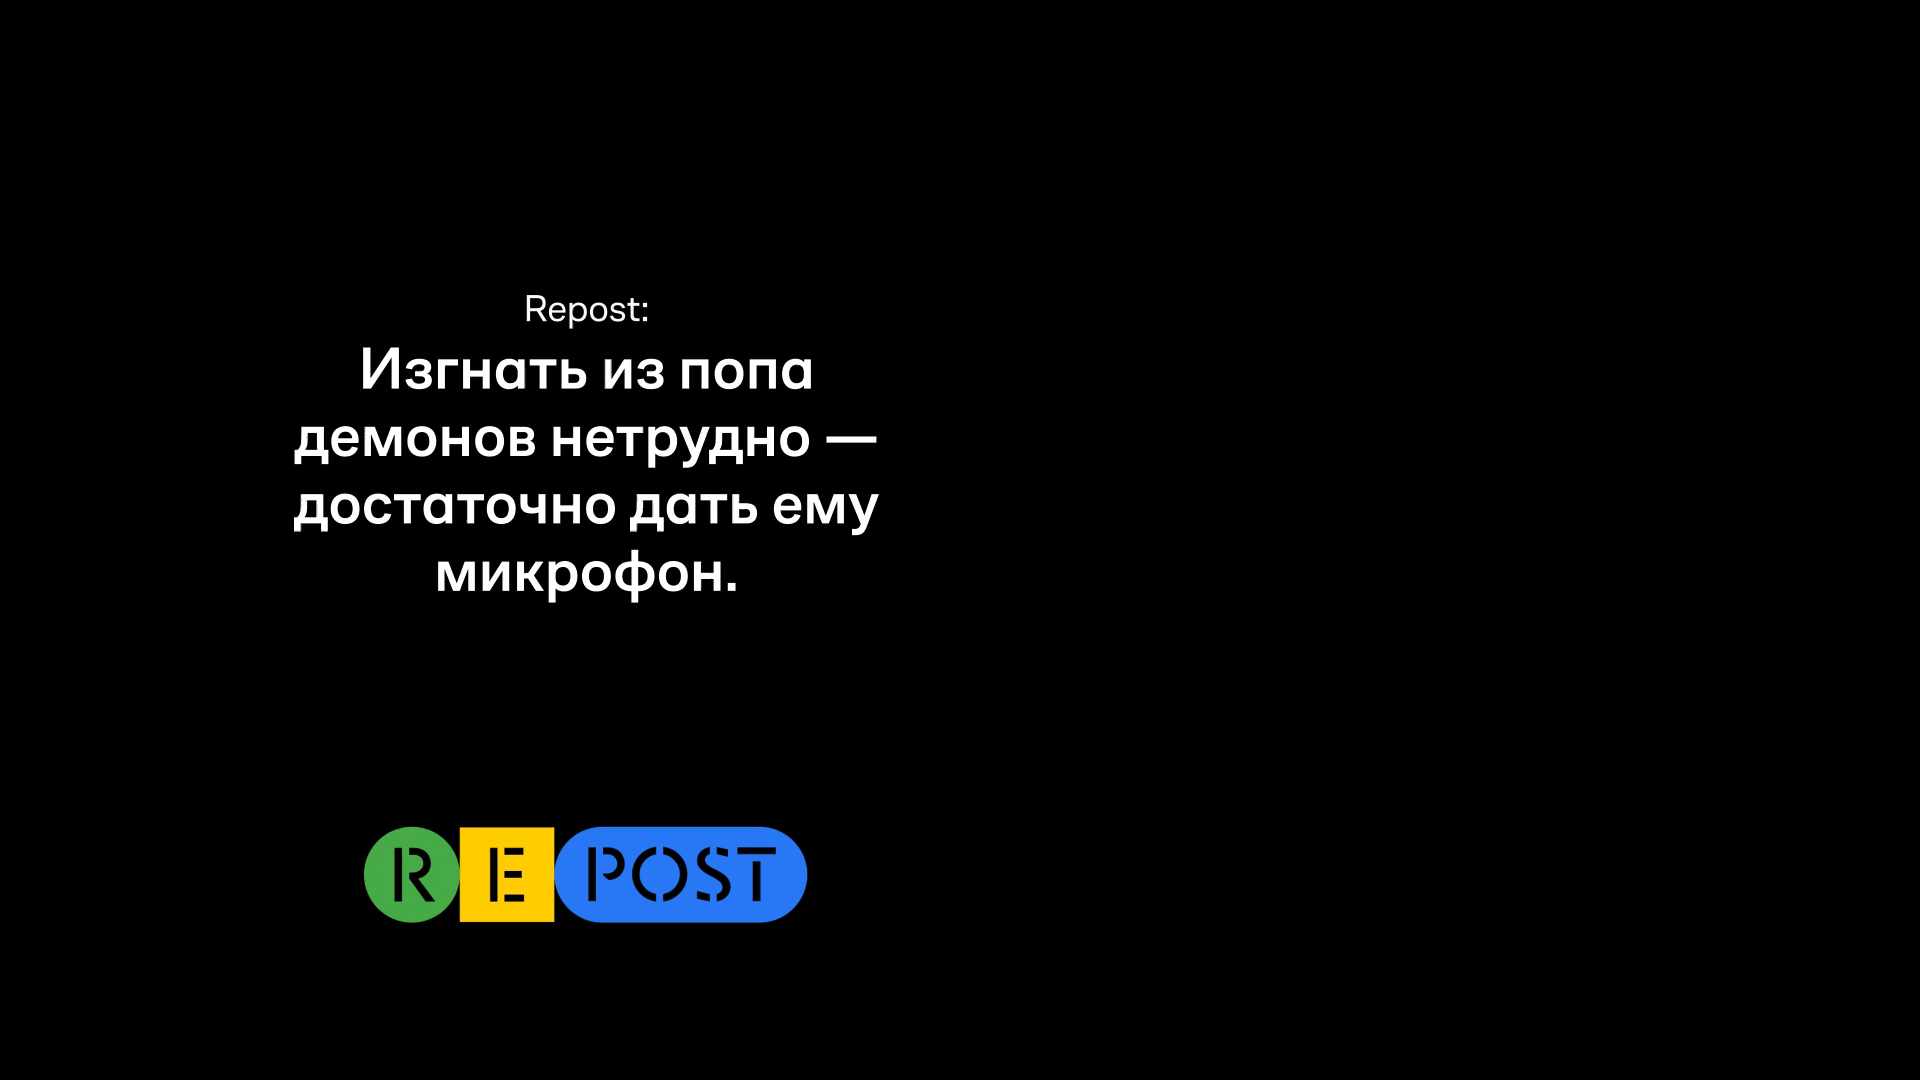 Repost:
Изгнать из попа
демонов нетрудно —
достаточно дать ему
микрофон.
REPOST